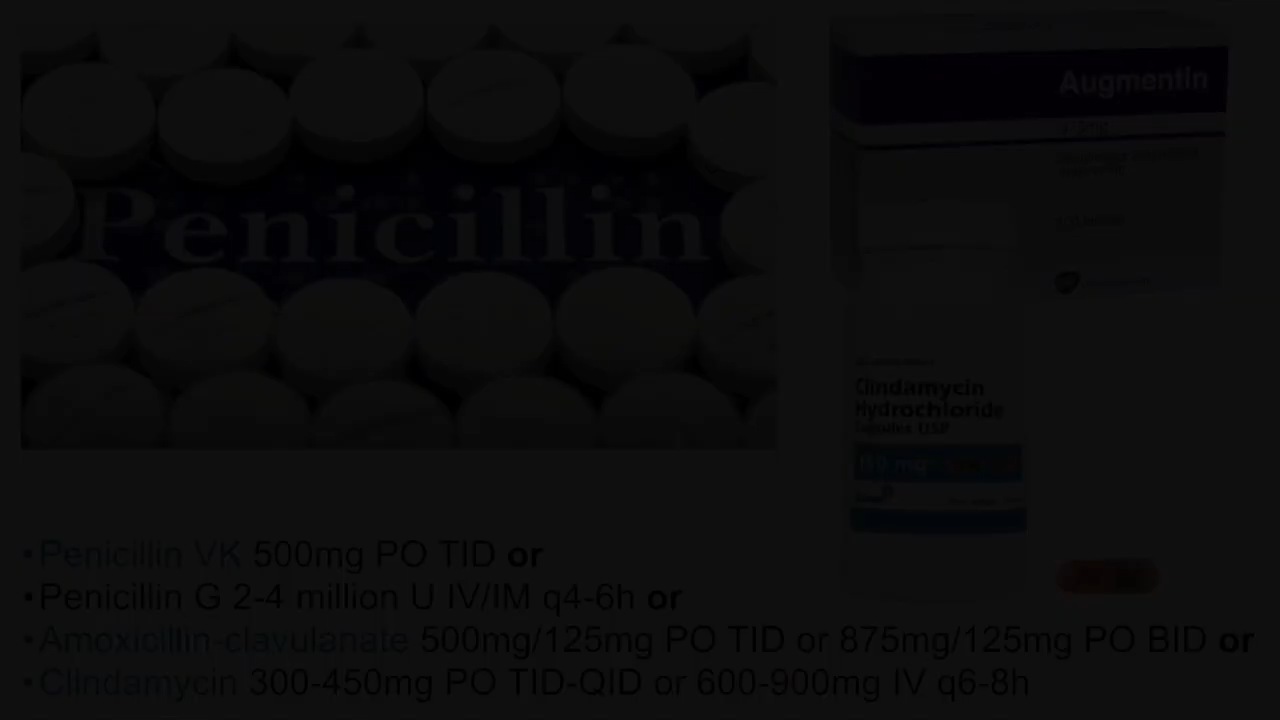 Penicillin
Augmentin
Clindamycin
Hydrochloride
Capsules USP
•Penicillin VK 500mg PO TID or
•Penicillin G 2-4 million U IV/IM q4-6h or
•Amoxicillin-clavulanate 500mg/125mg PO TID or 875mg/125mg PO BID or
•Clindamycin 300-450mg PO TID-QID or 600-900mg IV q6-8h